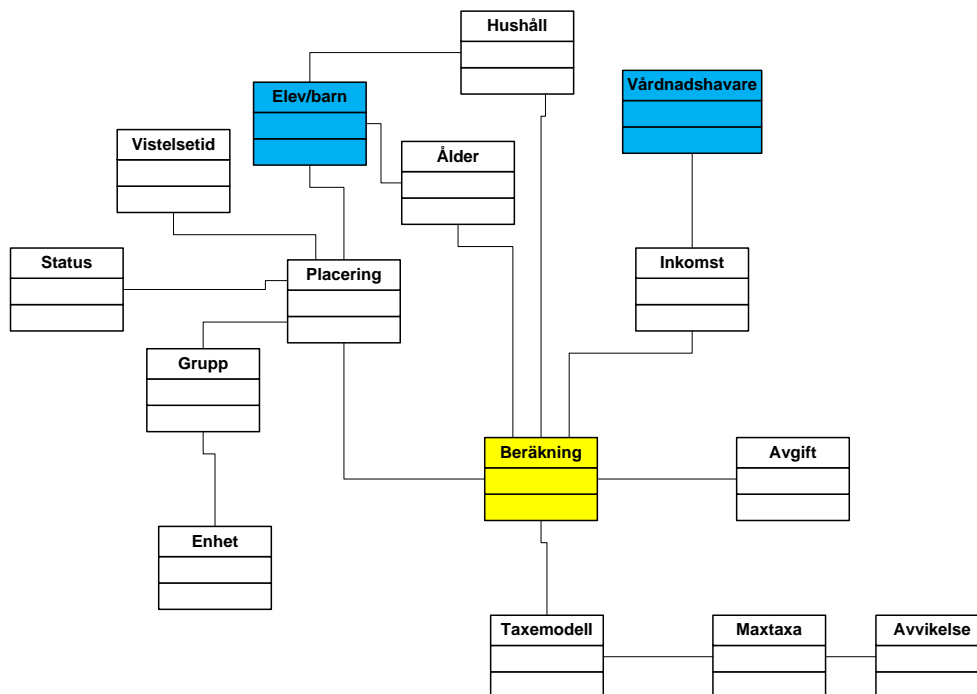 Hushåll
Elev/barn
Vårdnadshavare
Vistelsetid
Ålder
Status
Placering
Inkomst
Grupp
Beräkning
Avgift
Enhet
Taxemodell
Maxtaxa
Avvikelse